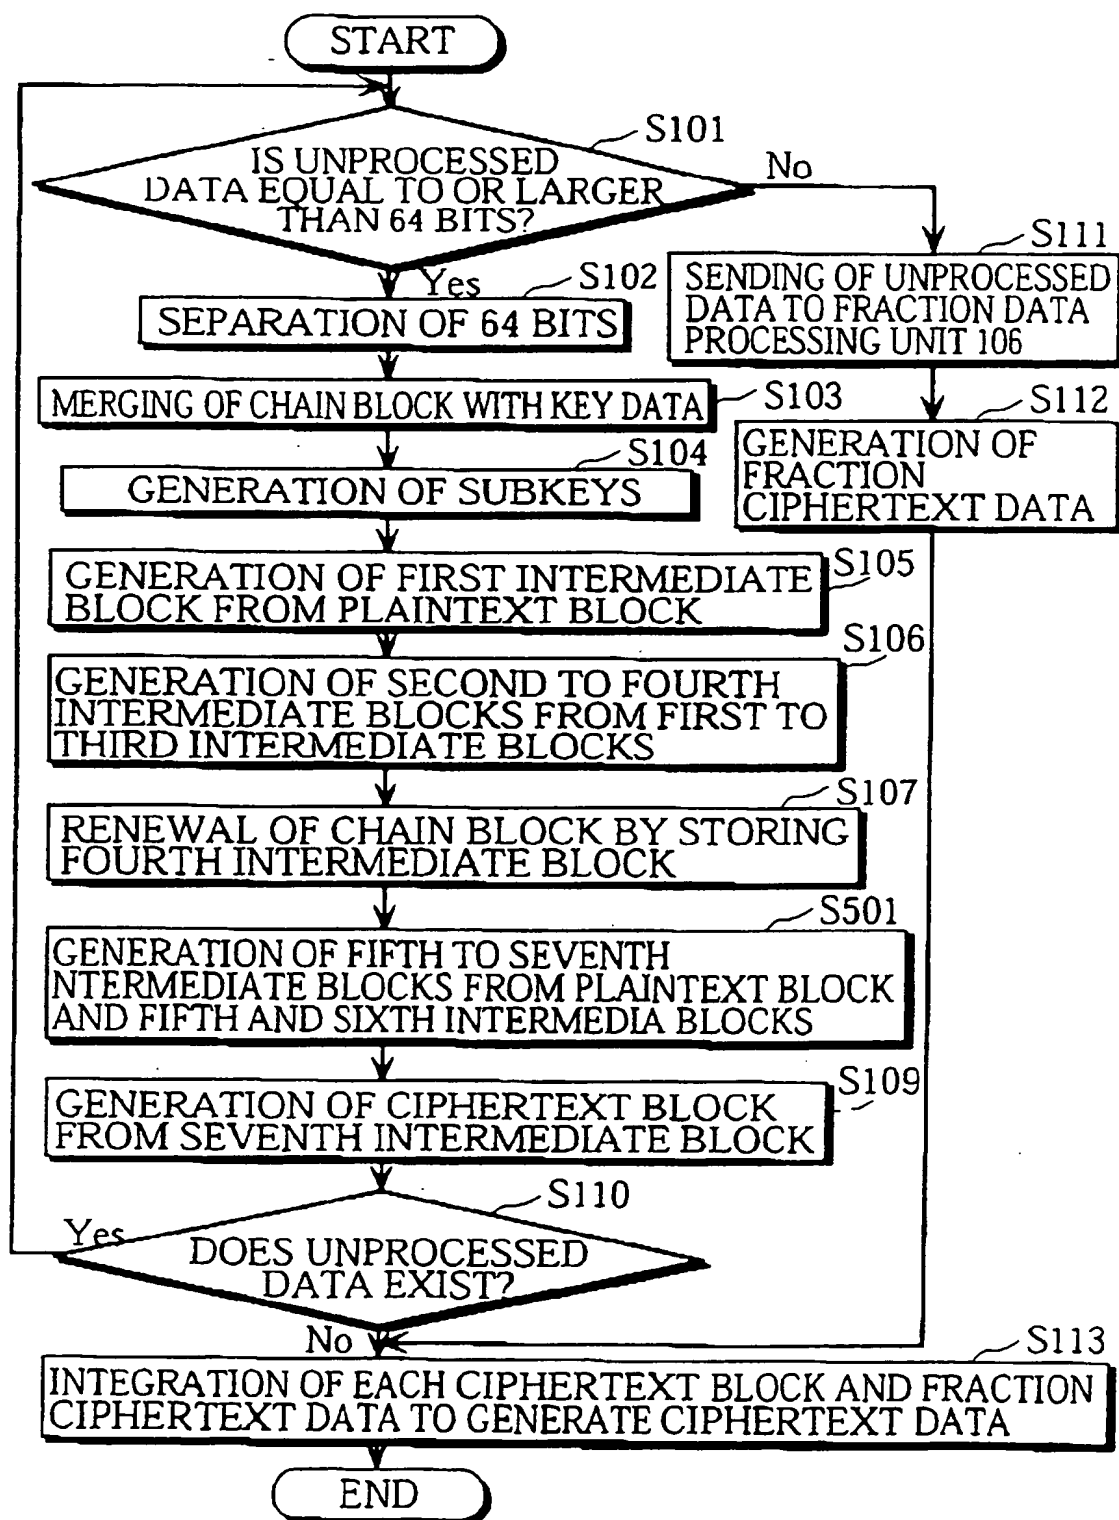 START
S101
IS UNPROCESSED
DATA EQUAL TO OR LARGER
THAN 64 BITS?
No
Yes
S111
SENDING OF UNPROCESSED
DATA TO FRACTION DATA
PROCESSING UNIT 106
S102
SEPARATION OF 64 BITS
S103
MERGING OF CHAIN BLOCK WITH KEY DATA
S112
GENERATION OF
FRACTION
CIPHERTEXT DATA
S104
GENERATION OF SUBKEYS
S105
GENERATION OF FIRST INTERMEDIATE
BLOCK FROM PLAINTEXT BLOCK
S106
GENERATION OF SECOND TO FOURTH
INTERMEDIATE BLOCKS FROM FIRST TO
THIRD INTERMEDIATE BLOCKS
S107
RENEWAL OF CHAIN BLOCK BY STORING
FOURTH INTERMEDIATE BLOCK
S501
GENERATION OF FIFTH TO SEVENTH
NTERMEDIATE BLOCKS FROM PLAINTEXT BLOCK
AND FIFTH AND SIXTH INTERMEDIA BLOCKS
S109
GENERATION OF CIPHERTEXT BLOCK
FROM SEVENTH INTERMEDIATE BLOCK
S110
Yes
DOES UNPROCESSED
DATA EXIST?
No
S113
INTEGRATION OF EACH CIPHERTEXT BLOCK AND FRACTION
CIPHERTEXT DATA TO GENERATE CIPHERTEXT DATA
END